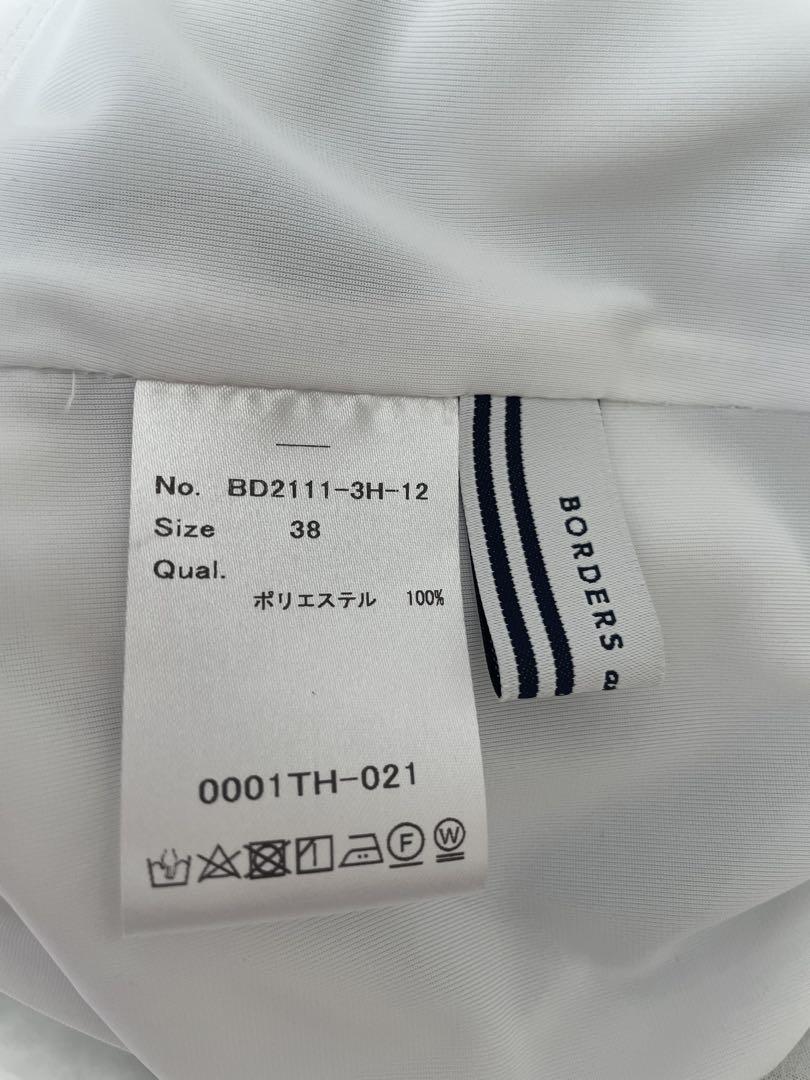 No. BD2111-3H-12
Size 38
Qual.
ポリエステル 100%
0001TH-021
F W
BORDERS &